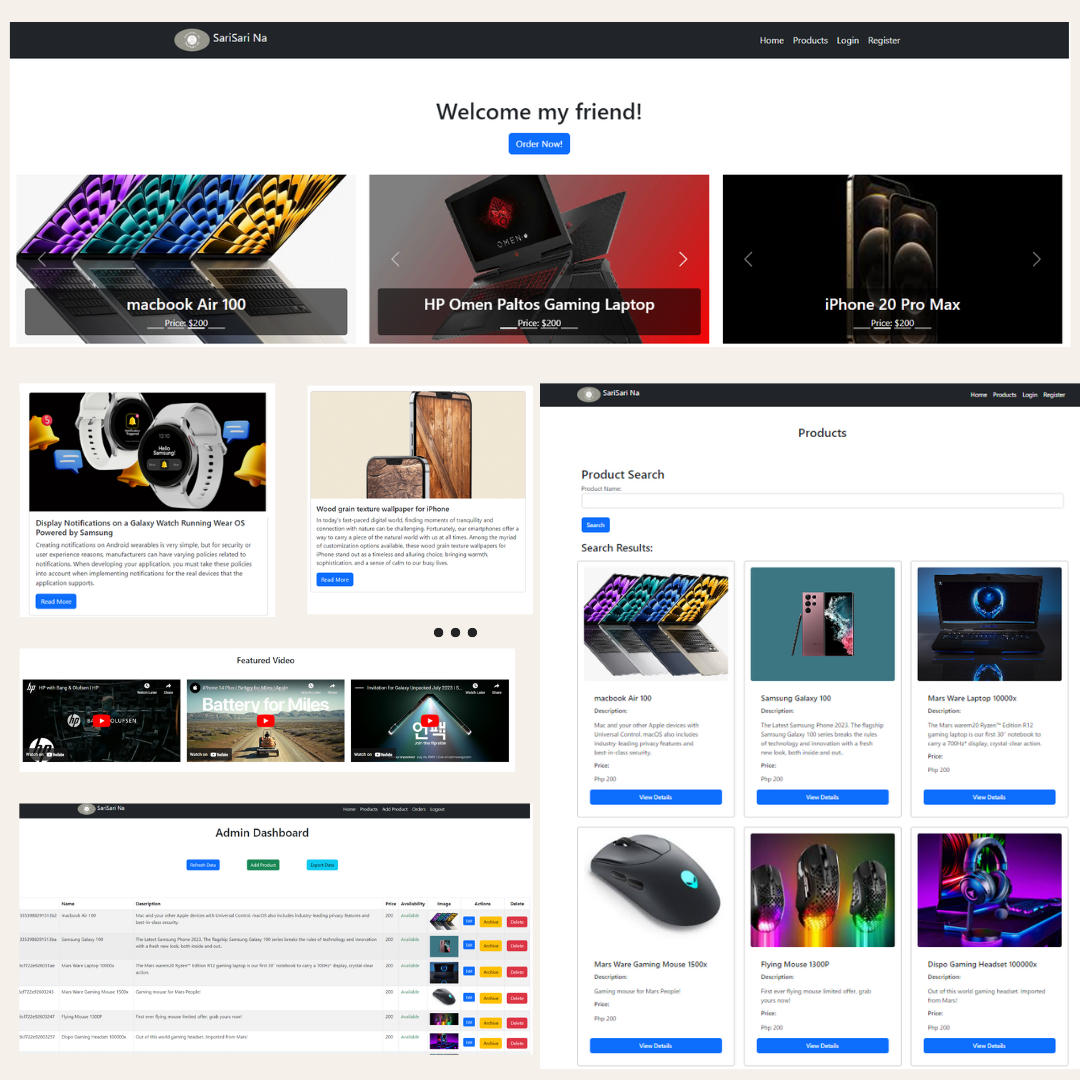 SariSari Na
Home Products Login Register
Welcome my friend!
Order Now!
OMEN
macbook Air 100
Price: $200
HP Omen Paltos Gaming Laptop
Price: $200
iPhone 20 Pro Max
Price: $200
5
Hello
Samsung!
Display Notifications on a Galaxy Watch Running Wear OS
Powered by Samsung
Creating notifications on Android wearables is very simple, but for security or
user experience reasons, manufacturers can have varying policies related to
notifications. When developing your application, you must take these policies
into account when implementing notifications for the real devices that the
application supports.
Read More
Wood grain texture wallpaper for iPhone
In today's fast-paced digital world, finding moments of tranquility and
connection with nature can be challenging. Fortunately, our smartphones offer a
way to carry a piece of the natural world with us at all times. Among the myriad
of customization options available, these wood grain texture wallpapers for
iPhone stand out as a timeless and alluring choice, bringing warmth,
sophistication, and a sense of calm to our busy lives.
Read More
Featured Video
HP with Bang & Olufsen | HP
Watch Later Share
hp
OLUFSEN
Watch on YouTube
iPhone 14 Plus | Battery for Miles | Apple
Watch Later Share
Battery for Miles
Watch on YouTube
Invitation for Galaxy Unpacked July 2023 | S...
Watch Later Share
언팩
Join the flip side
Watch on YouTube
SariSari Na
Home Products Add Product Orders Logout
Admin Dashboard
Refresh Data Add Product Export Data
Name Description Price Availability Image Actions Delete
macbook Air 100 Mac and your other Apple devices with Universal Control. macOS also includes industry-leading privacy features and
best-in-class security. 200 Available Edit Archive Delete
Samsung Galaxy 100 The Latest Samsung Phone 2023. The flagship Samsung Galaxy 100 series breaks the rules of technology and innovation
with a fresh new look, both inside and out. 200 Available Edit Archive Delete
Mars Ware Laptop 10000x The Mars warem20 Ryzen™ Edition R12 gaming laptop is our first 30″ notebook to carry a 700Hz* display, crystal-clear
action. 200 Available Edit Archive Delete
Mars Ware Gaming Mouse 1500x Gaming mouse for Mars People! 200 Available Edit Archive Delete
Flying Mouse 1300P First ever flying mouse limited offer, grab yours now! 200 Available Edit Archive Delete
Dispo Gaming Headset 100000x Out of this world gaming headset. Imported from Mars! 200 Available Edit Archive Delete
SariSari Na
Home Products Login Register
Products
Product Search
Product Name:
Search
Search Results:
macbook Air 100
Description:
Mac and your other Apple devices with
Universal Control. macOS also includes
industry-leading privacy features and
best-in-class security.
Price:
Php 200
View Details
Samsung Galaxy 100
Description:
The Latest Samsung Phone 2023. The flagship
Samsung Galaxy 100 series breaks the rules
of technology and innovation with a fresh
new look, both inside and out.
Price:
Php 200
View Details
Mars Ware Laptop 10000x
Description:
The Mars warem20 Ryzen™ Edition R12
gaming laptop is our first 30″ notebook to
carry a 700Hz* display, crystal-clear action.
Price:
Php 200
View Details
Mars Ware Gaming Mouse 1500x
Description:
Gaming mouse for Mars People!
Price:
Php 200
View Details
Flying Mouse 1300P
Description:
First ever flying mouse limited offer, grab
yours now!
Price:
Php 200
View Details
Dispo Gaming Headset 100000x
Description:
Out of this world gaming headset. Imported
from Mars!
Price:
Php 200
View Details